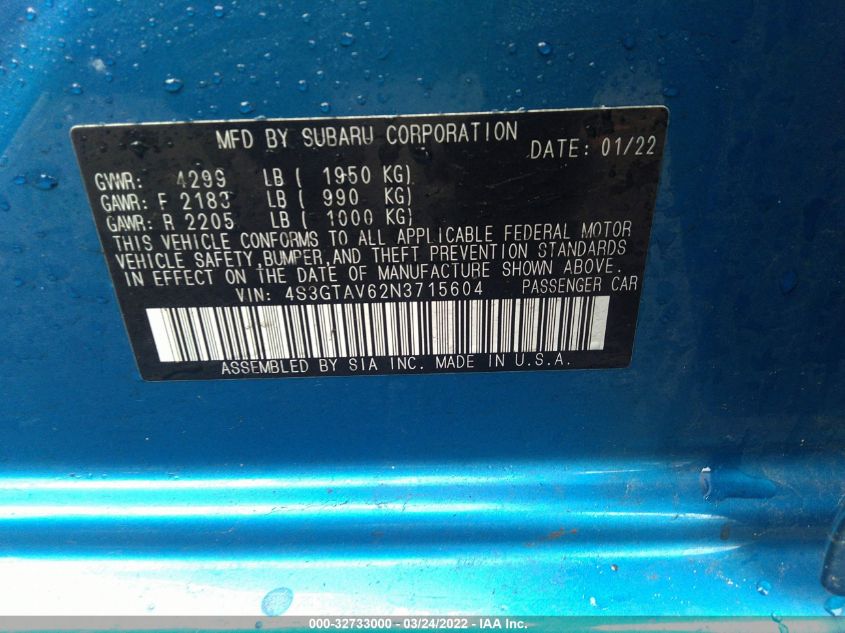 MFD BY SUBARU CORPORATION
DATE: 01/22
GVWR: 4299 LB ( 1950 KG)
GAWR: F 2183 LB ( 990 KG)
GAWR: R 2205 LB ( 1000 KG)
THIS VEHICLE CONFORMS TO ALL APPLICABLE FEDERAL MOTOR
VEHICLE SAFETY,BUMPER,AND THEFT PREVENTION STANDARDS
IN EFFECT ON THE DATE OF MANUFACTURE SHOWN ABOVE.
VIN: 4S3GTAV62N3715604 PASSENGER CAR
ASSEMBLED BY SIA INC. MADE IN U.S.A.
000-32733000 - 03/24/2022 - IAA Inc.